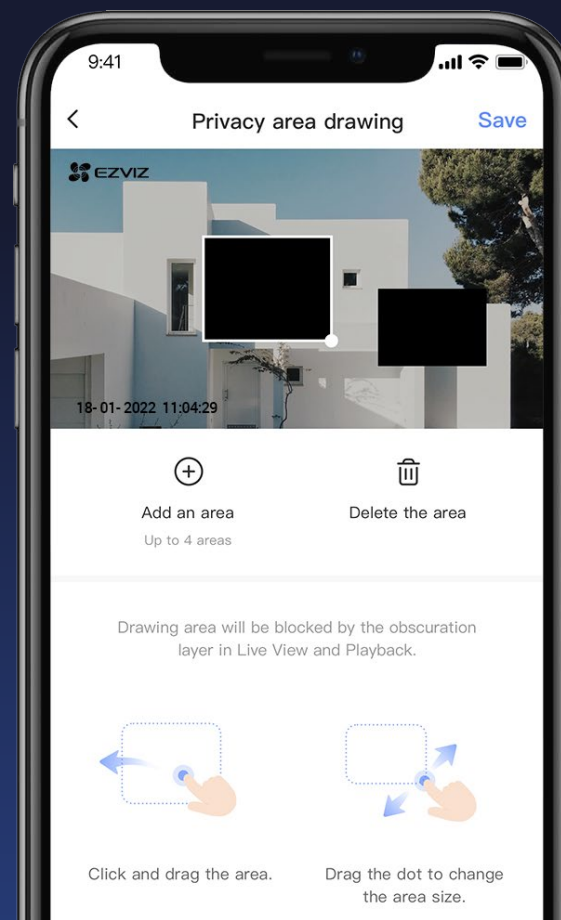 9:41
Privacy area drawing
Save
EZVIZ
18-01-2022 11:04:29
Add an area
Delete the area
Up to 4 areas
Drawing area will be blocked by the obscuration
layer in Live View and Playback.
Click and drag the area.
Drag the dot to change
the area size.